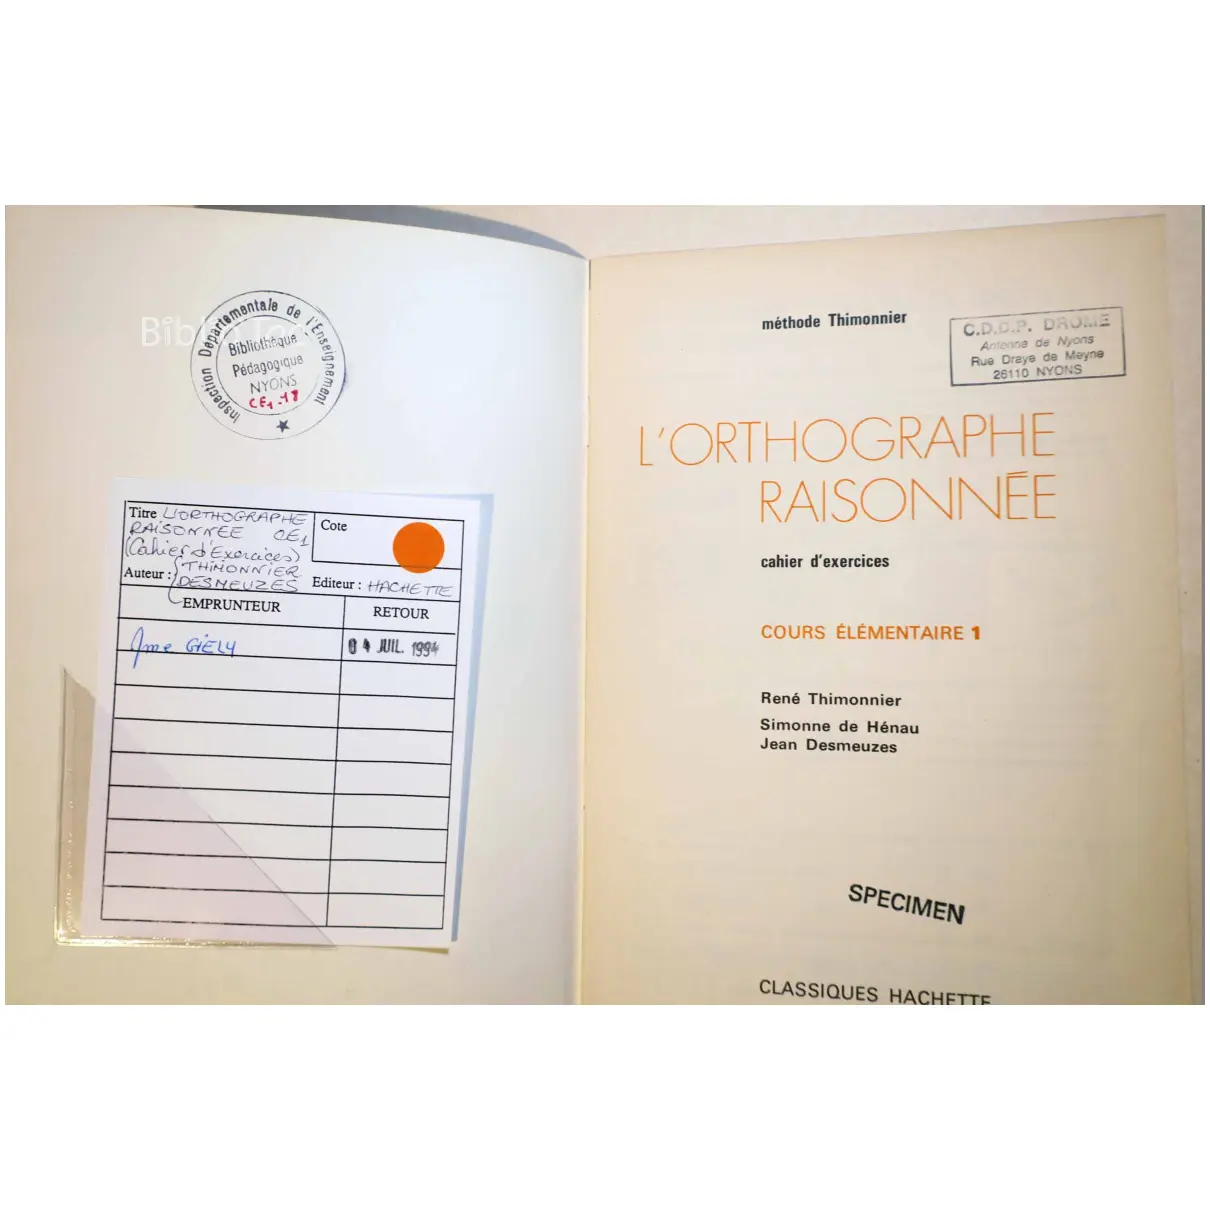 Inspection Départementale de l'Enseignement
Bibliothèque
Pédagogique
NYONS
CE1-18
Titre L'ORTHOGRAPHE
RAISONNEE CE1
(Cahier d'Exercices)
Cote
Auteur : THIMONNIER
DESMEUZES
Editeur : HACHETTE
EMPRUNTEUR
RETOUR
Mme GIELY
04 JUIL. 1994
méthode Thimonnier
C.D.D.P. DROME
Antenne de Nyons
Rue Draye de Meyne
26110 NYONS
L'ORTHOGRAPHE
RAISONNÉE
cahier d'exercices
COURS ÉLÉMENTAIRE 1
René Thimonnier
Simonne de Hénau
Jean Desmeuzes
SPECIMEN
CLASSIQUES HACHETTE